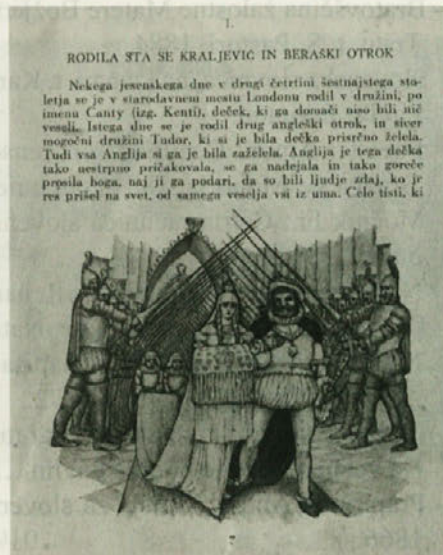 1.
RODILA STA SE KRALJEVIČ IN BERAŠKI OTROK
Nekega jesenskega dne v drugi četrtini šestnajstega sto-
letja se je v starodavnem mestu Londonu rodil v družini, po
imenu Canty (izg. Kenti), deček, ki ga domači niso bili nič
veseli. Istega dne se je rodil drug angleški otrok, in sicer
mogočni družini Tudor, ki si je bila dečka prisrčno želela.
Tudi vsa Anglija si ga je bila zaželela. Anglija je tega dečka
tako nestrpno pričakovala, se ga nadejala in tako goreče
prosila boga, naj ji ga podari, da so bili ljudje zdaj, ko je
res prišel na svet, od samega veselja vsi iz uma. Celo tisti, ki
7